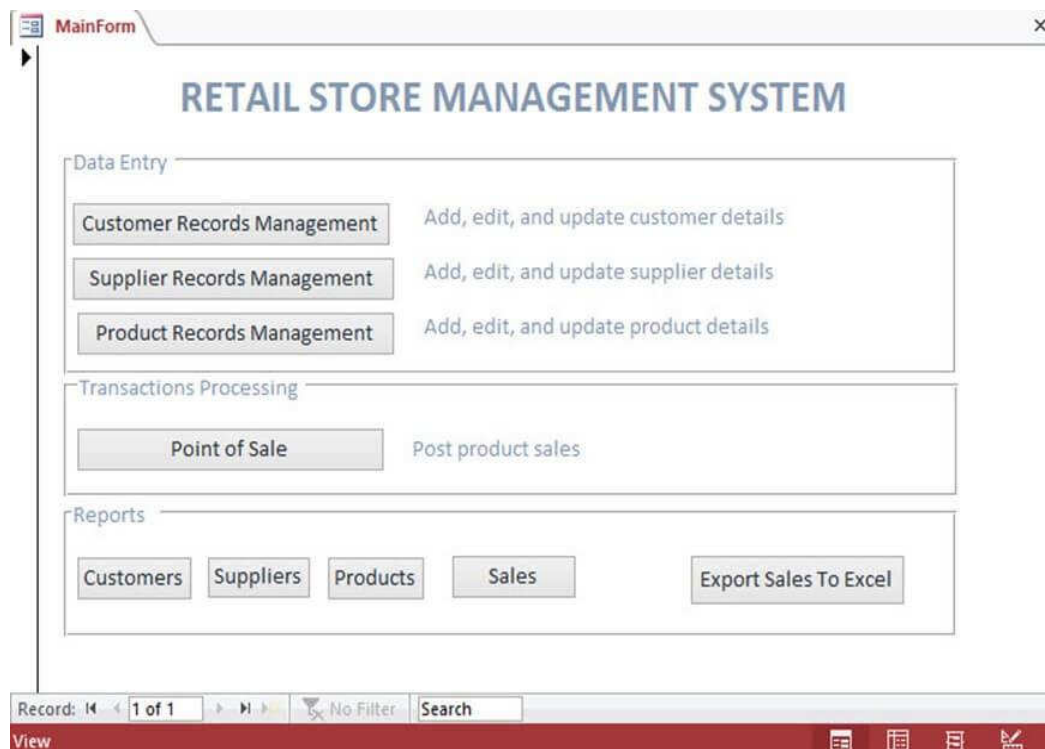 MainForm
RETAIL STORE MANAGEMENT SYSTEM
Data Entry
Customer Records Management Add, edit, and update customer details
Supplier Records Management Add, edit, and update supplier details
Product Records Management Add, edit, and update product details
Transactions Processing
Point of Sale Post product sales
Reports
Customers Suppliers Products Sales Export Sales To Excel
Record: 1 of 1 No Filter Search
View